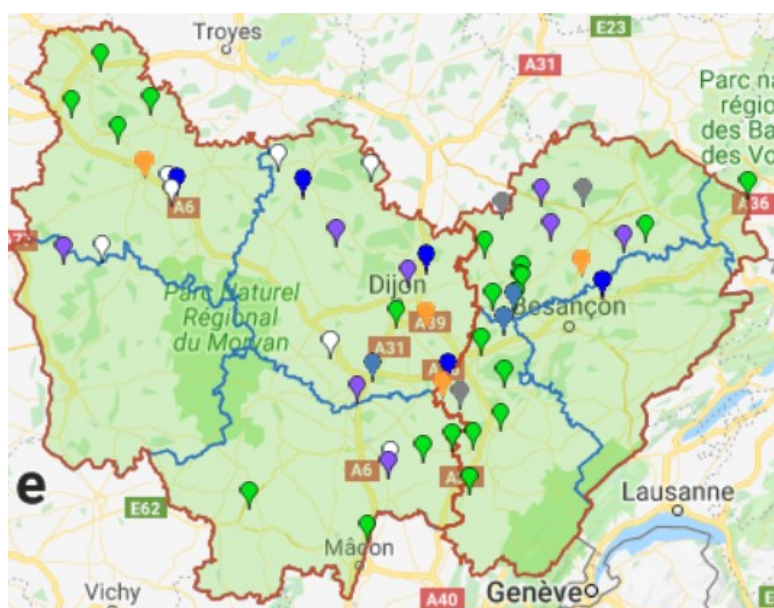 Troyes
E23
A31
Parc na
régio
des Ba
des Vo
A36
A6
Dijon
Parc Naturel
Régional
du Morvan
A39
Besançon
A31
A6
e
E62
Lausanne
Mâcon
Vichy
A40
Genève
E